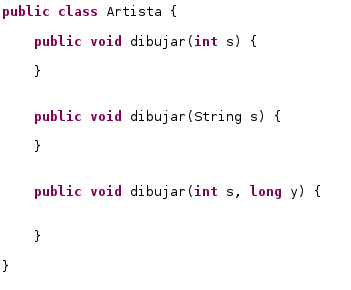 public class Artista {
public void dibujar(int s) {
}
public void dibujar(String s) {
}
public void dibujar(int s, long y) {
}
}